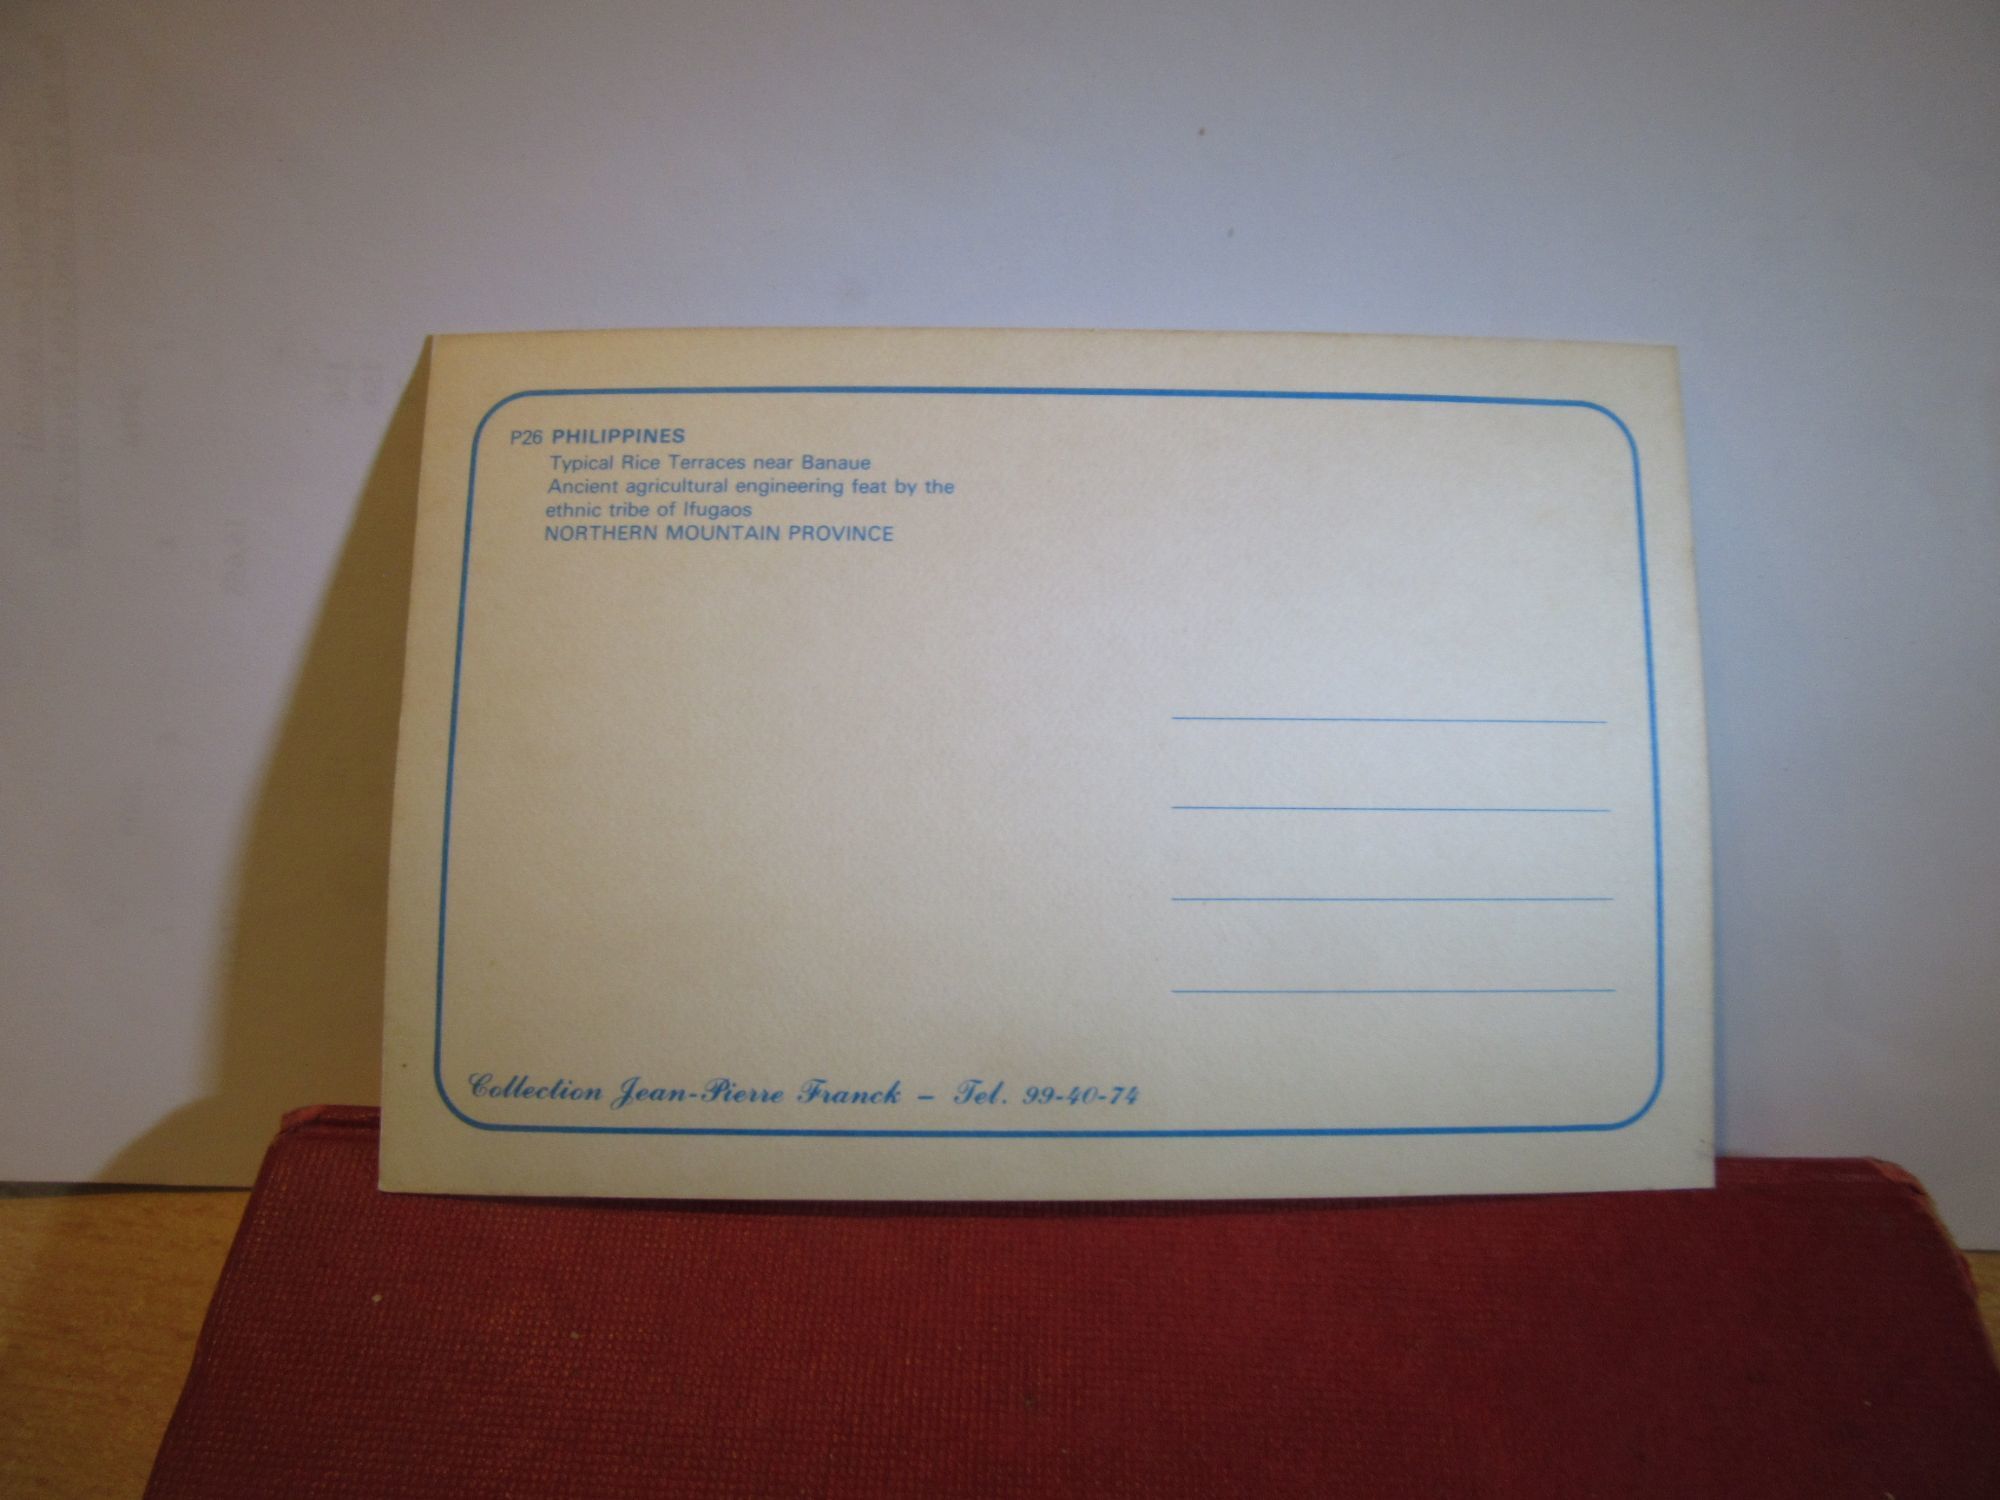 P26 PHILIPPINES
Typical Rice Terraces near Banaue
Ancient agricultural engineering feat by the
ethnic tribe of Ifugaos
NORTHERN MOUNTAIN PROVINCE
Collection Jean-Pierre Franck – Tel. 99-40-74